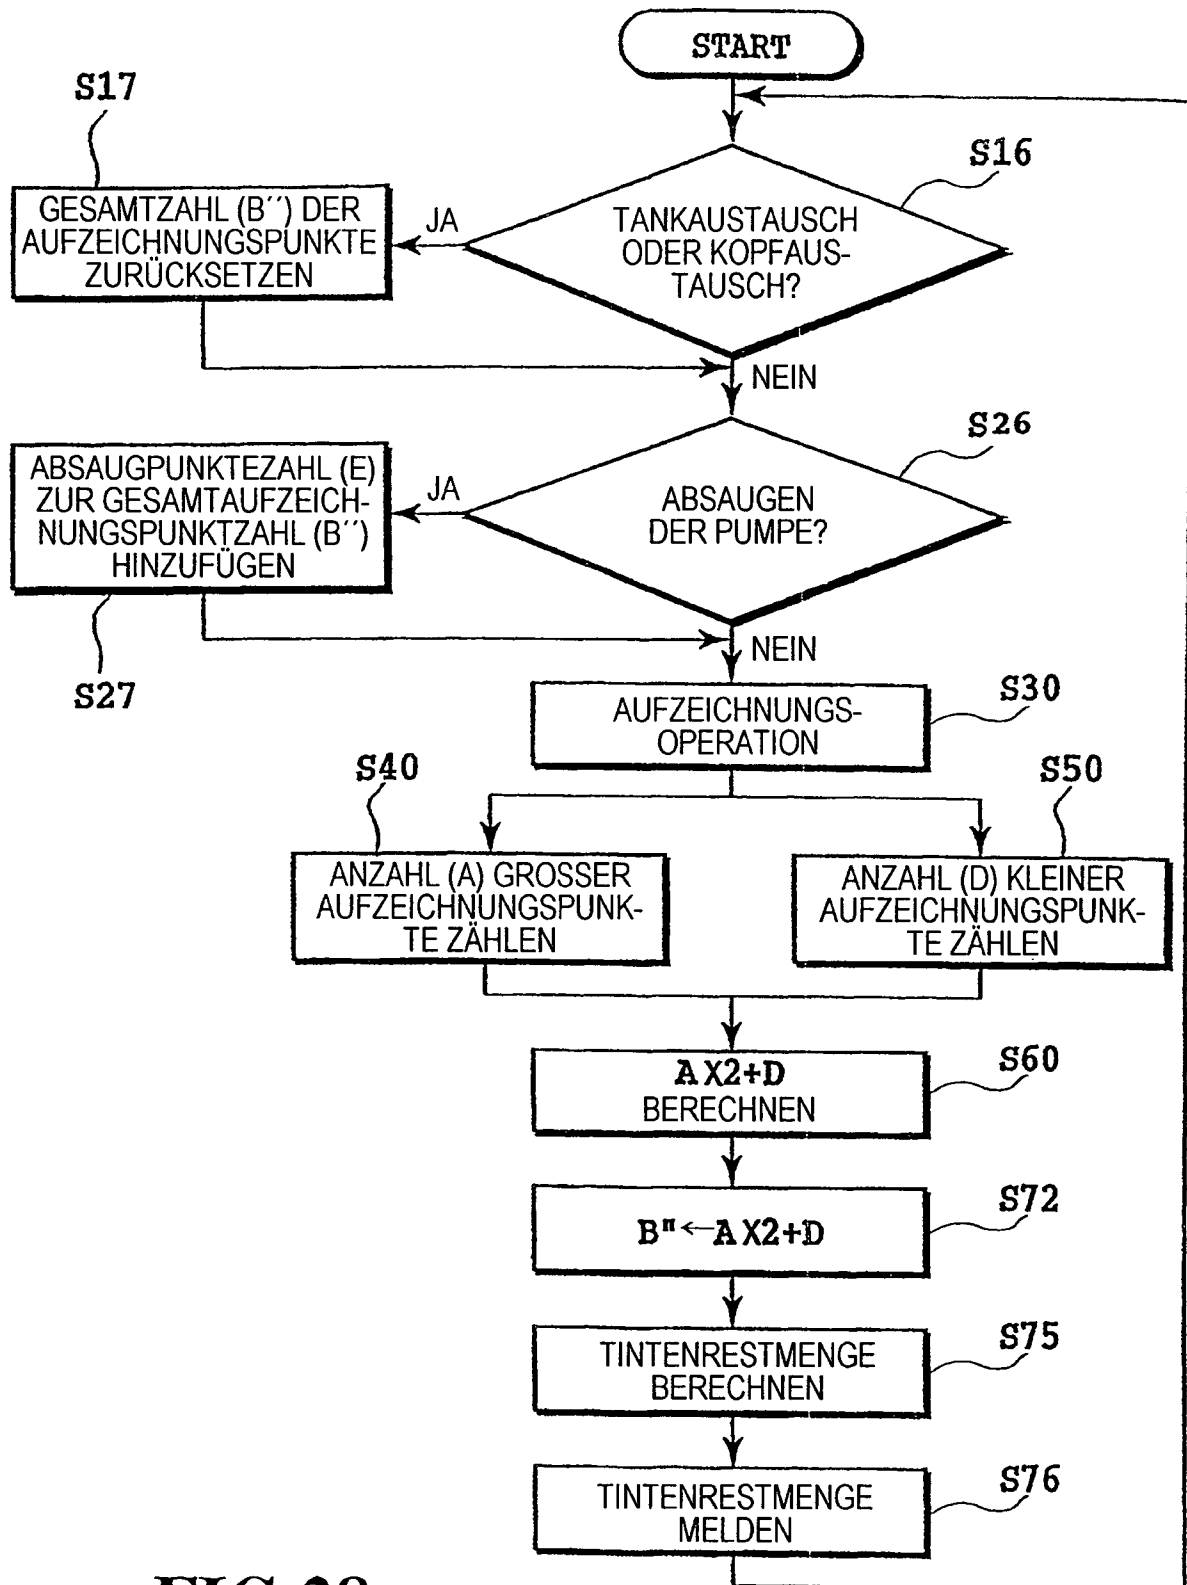 START
S17
S16
GESAMTZAHL (B´´) DER
AUFZEICHNUNGSPUNKTE
ZURÜCKSETZEN
JA
TANKAUSTAUSCH
ODER KOPFAUS-
TAUSCH?
NEIN
S26
ABSAUGPUNKTEZAHL (E)
ZUR GESAMTAUFZEICH-
NUNGSPUNKTZAHL (B´´)
HINZUFÜGEN
JA
ABSAUGEN
DER PUMPE?
NEIN
S27
S30
AUFZEICHNUNGS-
OPERATION
S40
S50
ANZAHL (A) GROSSER
AUFZEICHNUNGSPUNK-
TE ZÄHLEN
ANZAHL (D) KLEINER
AUFZEICHNUNGSPUNK-
TE ZÄHLEN
S60
AX2+D
BERECHNEN
S72
B"←AX2+D
S75
TINTENRESTMENGE
BERECHNEN
S76
TINTENRESTMENGE
MELDEN